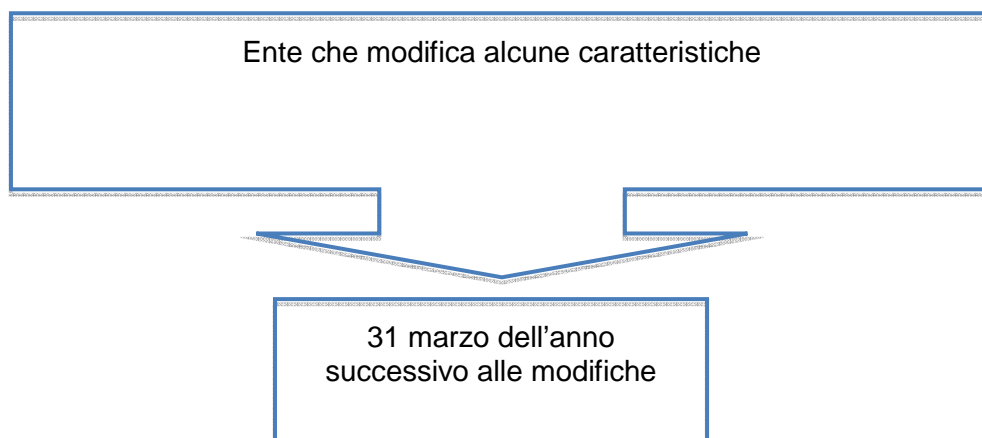 Ente che modifica alcune caratteristiche
31 marzo dell’anno
successivo alle modifiche